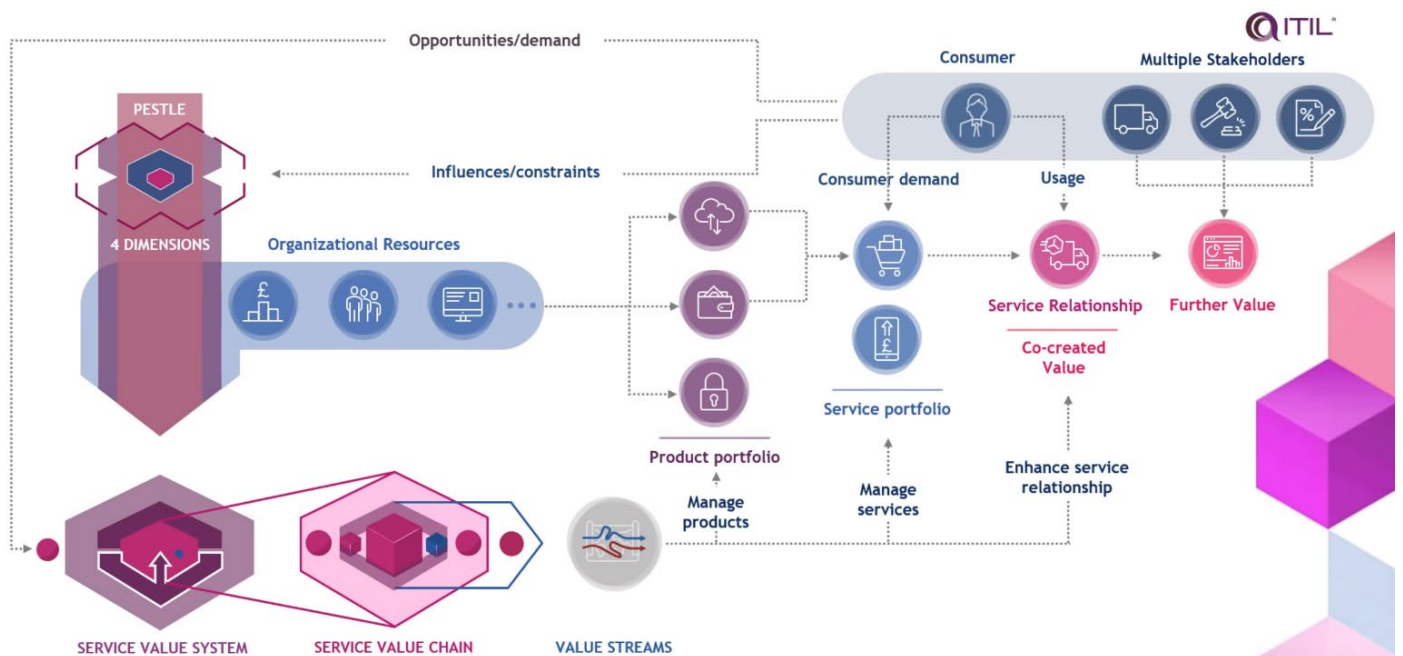 ITIL®
Opportunities/demand
Consumer
Multiple Stakeholders
PESTLE
%
Influences/constraints
Consumer demand
Usage
4 DIMENSIONS
Organizational Resources
£
£
Service Relationship
Further Value
Co-created
Value
Service portfolio
Product portfolio
Manage
products
Manage
services
Enhance service
relationship
SERVICE VALUE SYSTEM
SERVICE VALUE CHAIN
VALUE STREAMS